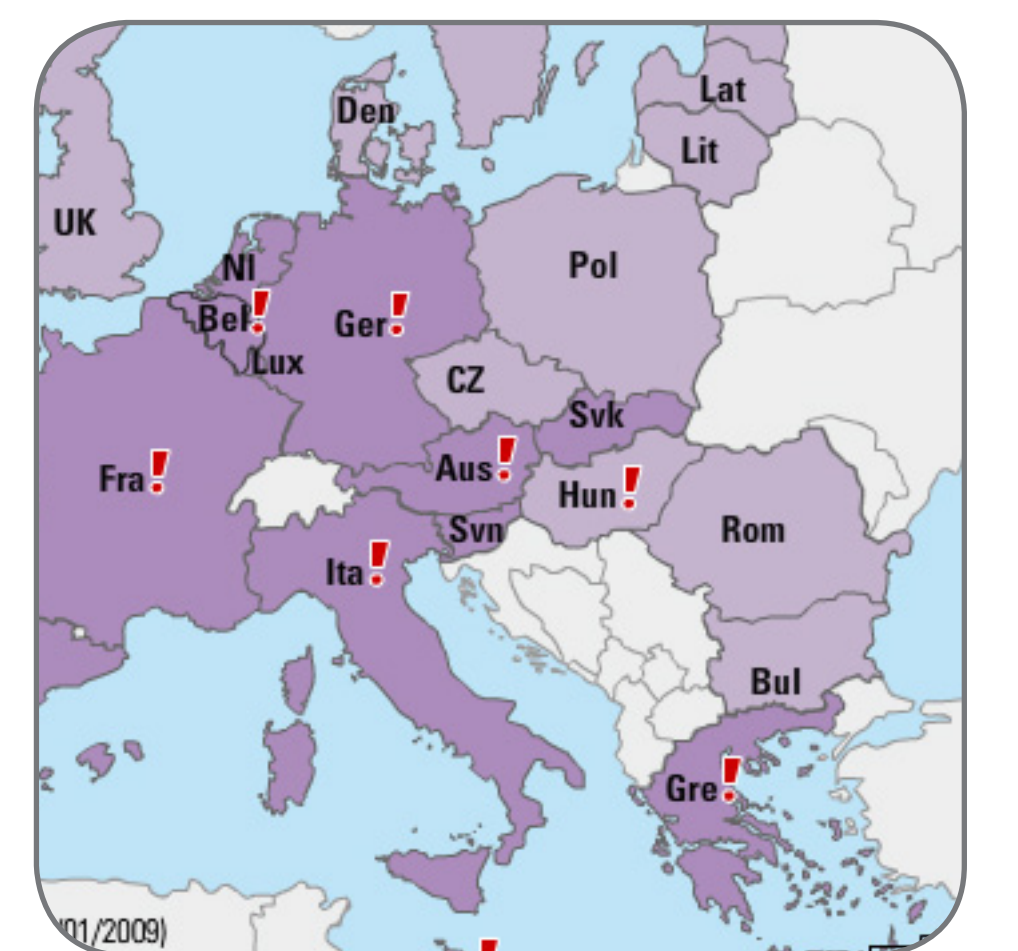 Den
Lat
Lit
UK
Nl
Pol
Bel!
Ger!
Lux
CZ
Svk
Fra!
Aus!
Hun!
Svn
Rom
Ita!
Bul
Gre!
01/2009)
!